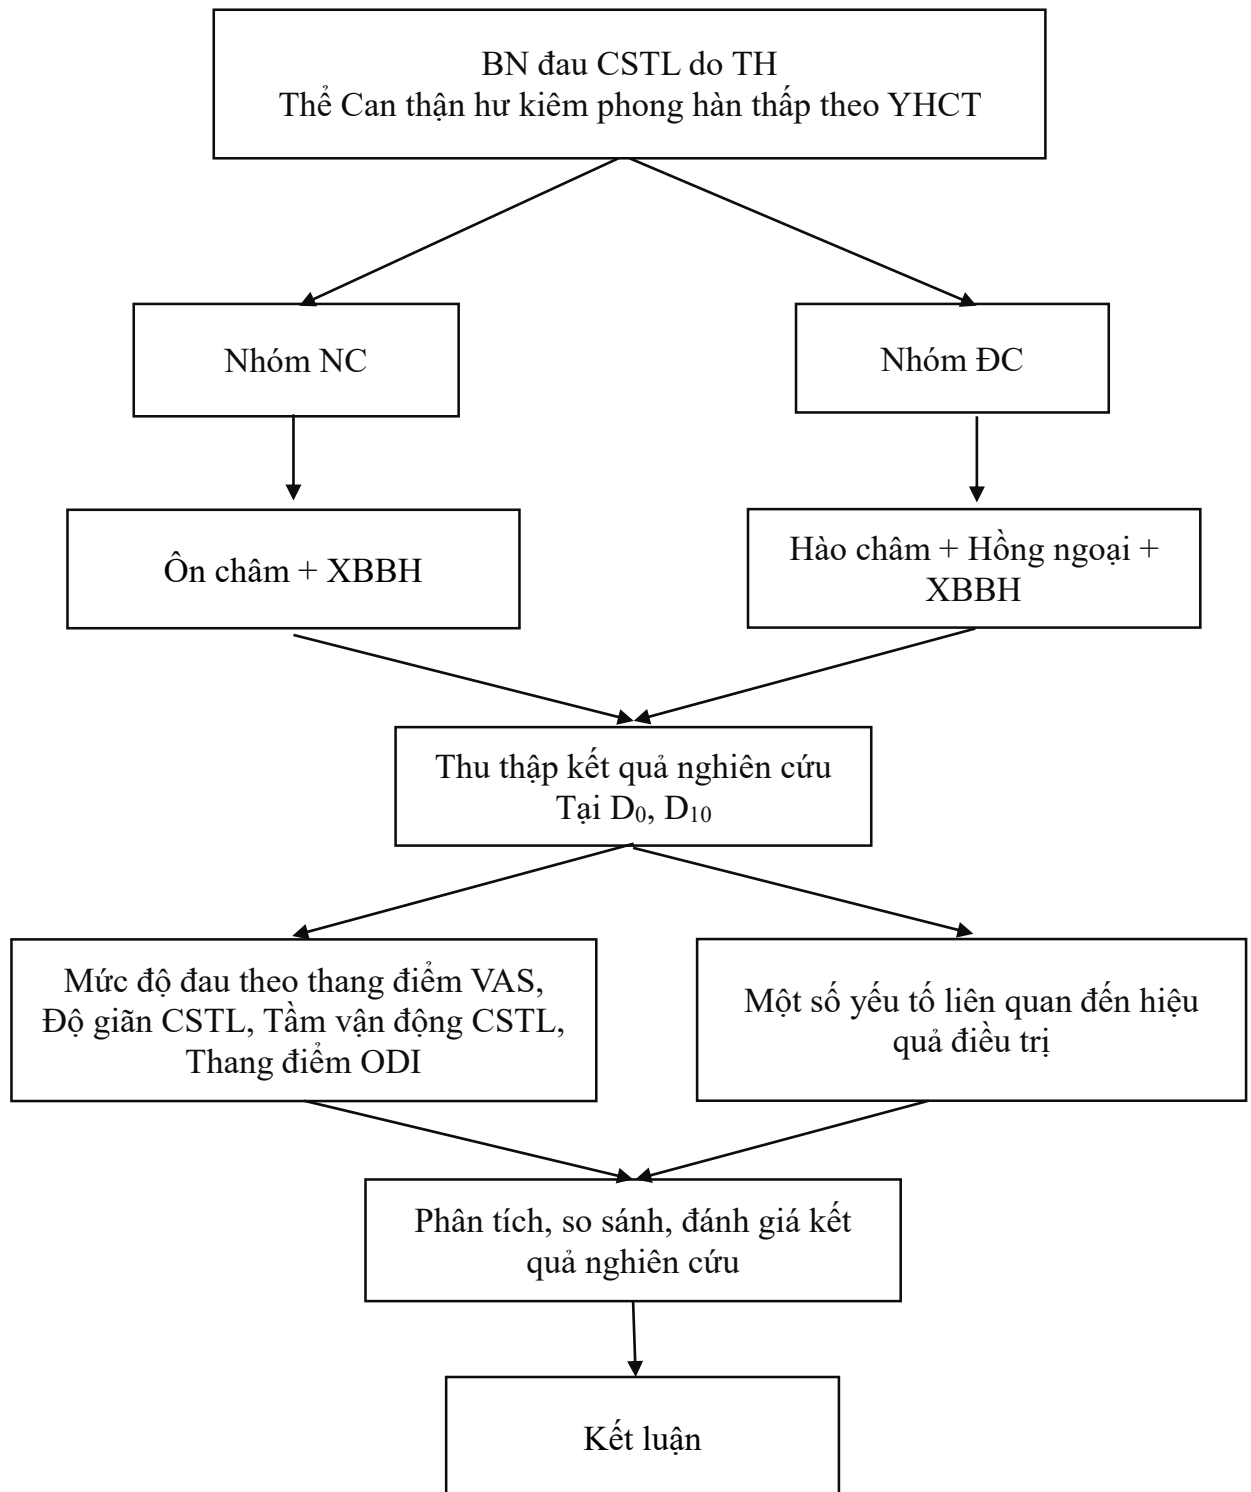 BN đau CSTL do TH
Thể Can thận hư kiêm phong hàn thấp theo YHCT
Nhóm NC
Nhóm ĐC
Ôn châm + XBBH
Hào châm + Hồng ngoại +
XBBH
Thu thập kết quả nghiên cứu
Tại D₀, D₁₀
Mức độ đau theo thang điểm VAS,
Độ giãn CSTL, Tầm vận động CSTL,
Thang điểm ODI
Một số yếu tố liên quan đến hiệu
quả điều trị
Phân tích, so sánh, đánh giá kết
quả nghiên cứu
Kết luận